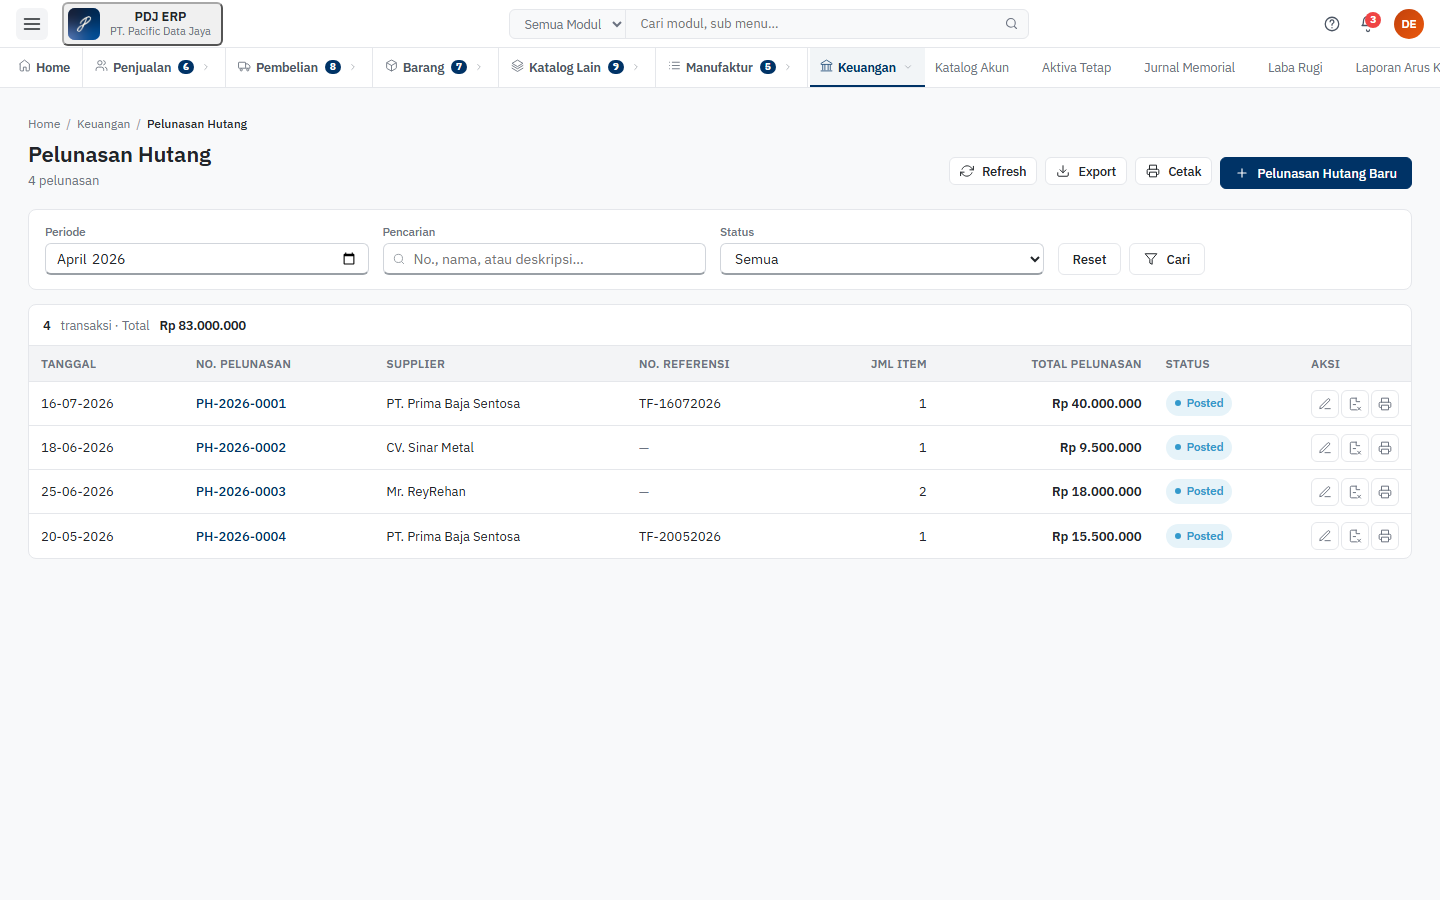 PDJ ERP
PT. Pacific Data Jaya
Semua Modul
Cari modul, sub menu...
3
DE
Home
Penjualan 6
Pembelian 8
Barang 7
Katalog Lain 9
Manufaktur 5
Keuangan
Katalog Akun
Aktiva Tetap
Jurnal Memorial
Laba Rugi
Laporan Arus K
Home / Keuangan / Pelunasan Hutang
Pelunasan Hutang
4 pelunasan
Refresh
Export
Cetak
Pelunasan Hutang Baru
Periode
April 2026
Pencarian
No., nama, atau deskripsi...
Status
Semua
Reset
Cari
4 transaksi · Total Rp 83.000.000
TANGGAL NO. PELUNASAN SUPPLIER NO. REFERENSI JML ITEM TOTAL PELUNASAN STATUS AKSI
16-07-2026 PH-2026-0001 PT. Prima Baja Sentosa TF-16072026 1 Rp 40.000.000 Posted
18-06-2026 PH-2026-0002 CV. Sinar Metal — 1 Rp 9.500.000 Posted
25-06-2026 PH-2026-0003 Mr. ReyRehan — 2 Rp 18.000.000 Posted
20-05-2026 PH-2026-0004 PT. Prima Baja Sentosa TF-20052026 1 Rp 15.500.000 Posted